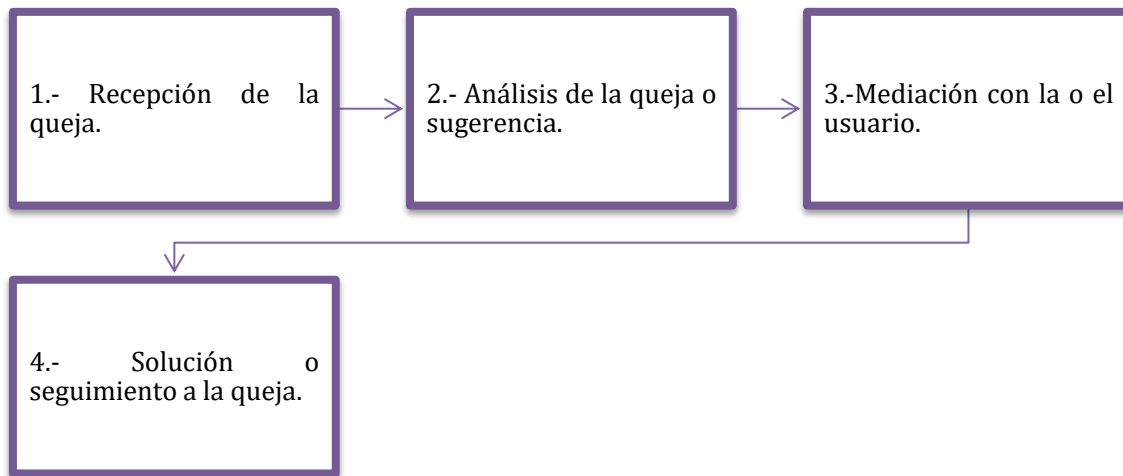 1.- Recepción de la
queja.
2.- Análisis de la queja o
sugerencia.
3.-Mediación con la o el
usuario.
4.- Solución o
seguimiento a la queja.